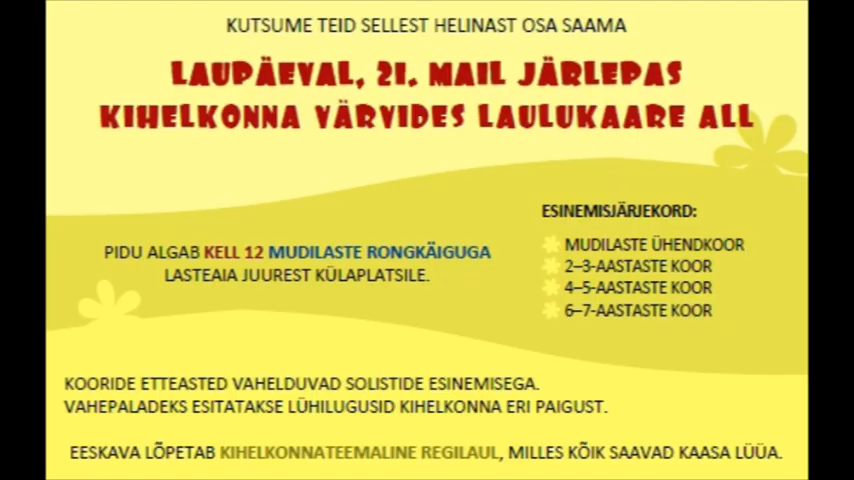 KUTSUME TEID SELLEST HELINAST OSA SAAMA
LAUPÄEVAL, 21. MAIL JÄRLEPAS
KIHELKONNA VÄRVIDES LAULUKAARE ALL
PIDU ALGAB KELL 12 MUDILASTE RONGKÄIGUGA
LASTEAIA JUUREST KÜLAPLATSILE.
ESINEMISJÄRJEKORD:
MUDILASTE ÜHENDKOOR
2–3-AASTASTE KOOR
4–5-AASTASTE KOOR
6–7-AASTASTE KOOR
KOORIDE ETTEASTED VAHELDUVAD SOLISTIDE ESINEMISEGA.
VAHEPALADEKS ESITATAKSE LÜHILUGUSID KIHELKONNA ERI PAIGUST.
EESKAVA LÕPETAB KIHELKONNATEEMALINE REGILAUL, MILLES KÕIK SAAVAD KAASA LÜÜA.